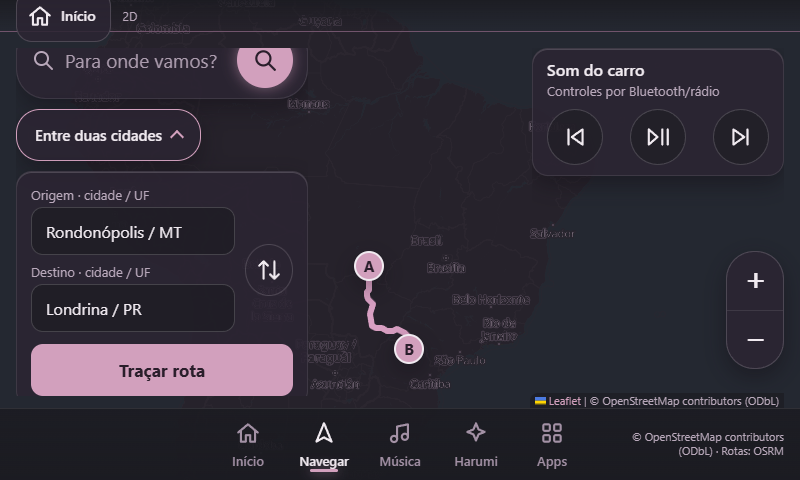 Início
2D
Para onde vamos?
Entre duas cidades
Origem · cidade / UF
Rondonópolis / MT
Destino · cidade / UF
Londrina / PR
Traçar rota
Som do carro
Controles por Bluetooth/rádio
A
B
Brasil
Brasília
Salvador
Belo Horizonte
Rio de
Janeiro
São Paulo
Curitiba
Asunción
+
−
Leaflet | © OpenStreetMap contributors (ODbL)
Início
Navegar
Música
Harumi
Apps
© OpenStreetMap contributors
(ODbL) · Rotas: OSRM